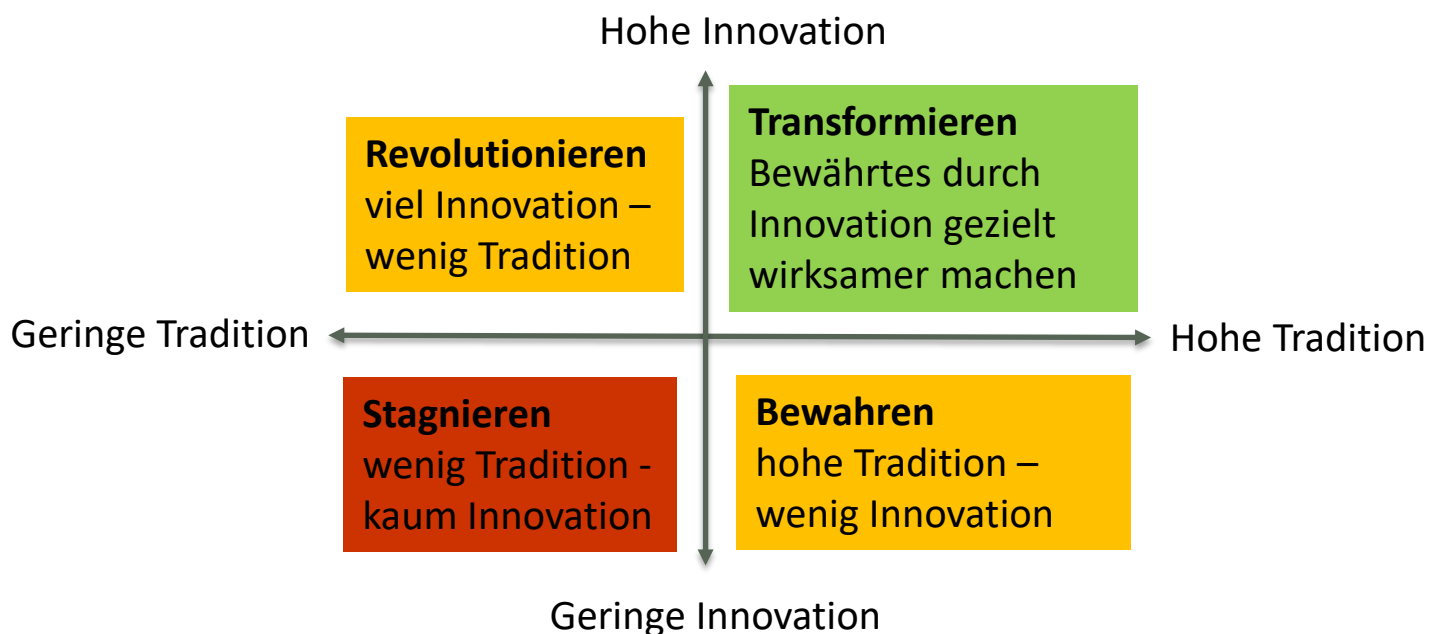 Hohe Innovation
Revolutionieren
viel Innovation –
wenig Tradition
Transformieren
Bewährtes durch
Innovation gezielt
wirksamer machen
Geringe Tradition
Hohe Tradition
Stagnieren
wenig Tradition -
kaum Innovation
Bewahren
hohe Tradition –
wenig Innovation
Geringe Innovation